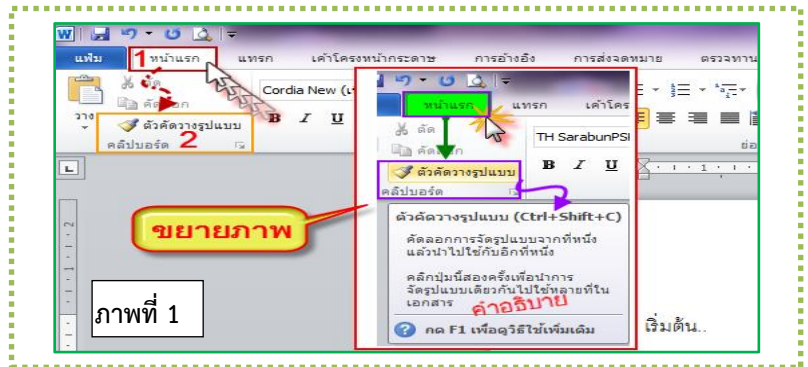 แฟ้ม 1 หน้าแรก แทรก เค้าโครงหน้ากระดาษ การอ้างอิง การส่งจดหมาย ตรวจทาน
ตัด
คัดลอก
วาง
ตัวคัดวางรูปแบบ
คลิปบอร์ด 2
Cordia New
B I U
หน้าแรก แทรก
ตัด
คัดลอก
ตัวคัดวางรูปแบบ
คลิปบอร์ด
TH SarabunPS
B I U
ตัวคัดวางรูปแบบ (Ctrl+Shift+C)
คัดลอกการจัดรูปแบบจากที่หนึ่ง
แล้วนำไปใช้กับอีกที่หนึ่ง
คลิกปุ่มนี้สองครั้งเพื่อนำการ
จัดรูปแบบเดียวกันไปใช้หลายที่ใน
เอกสาร
คำอธิบาย
กด F1 เพื่อดูวิธีใช้เพิ่มเติม
ขยายภาพ
ภาพที่ 1
เริ่มต้น..